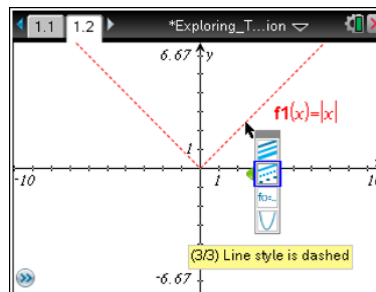 1.1 1.2 *Exploring_T...ion
6.67 y
f1(x)=|x|
1
x
-10 1 10
(3/3) Line style is dashed
-6.67